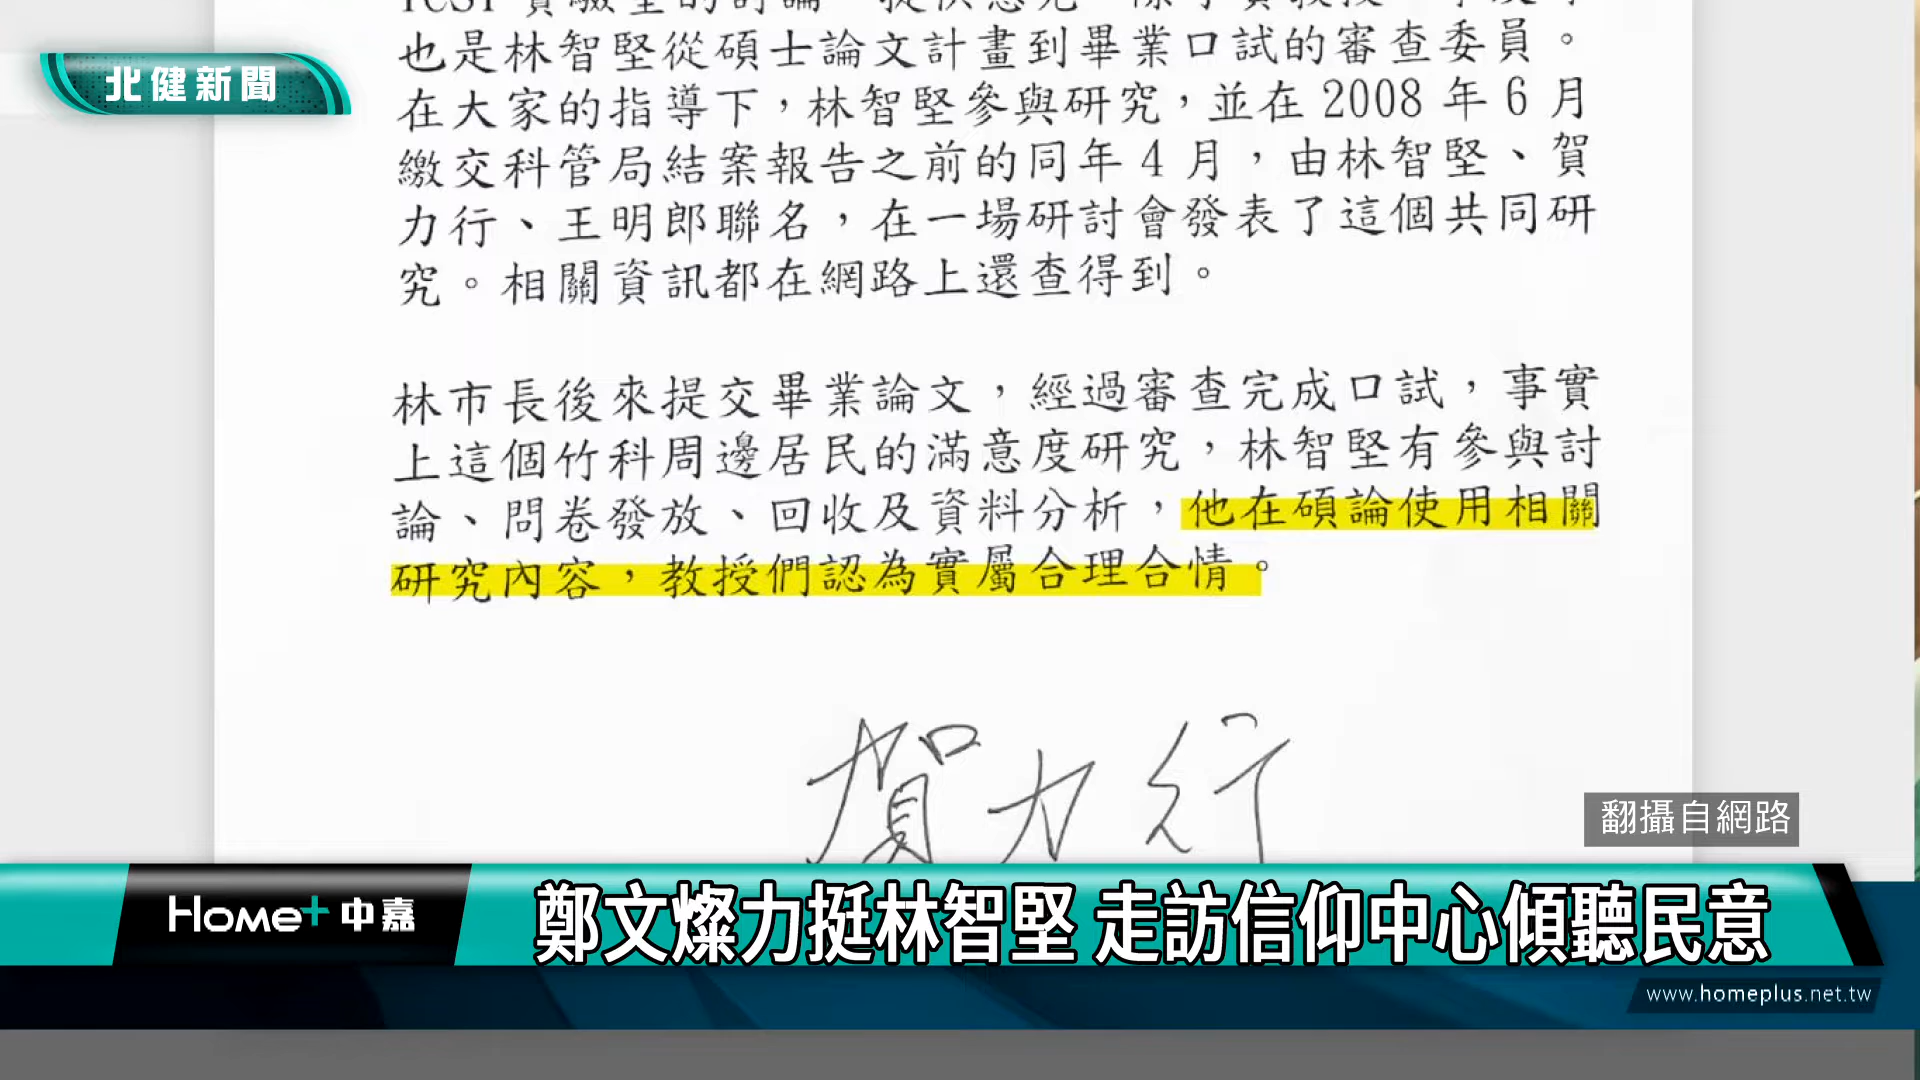 北健新聞
也是林智堅從碩士論文計畫到畢業口試的審查委員。
在大家的指導下，林智堅參與研究，並在 2008 年 6 月
繳交科管局結案報告之前的同年 4 月，由林智堅、賀
力行、王明郎聯名，在一場研討會發表了這個共同研
究。相關資訊都在網路上還查得到。
林市長後來提交畢業論文，經過審查完成口試，事實
上這個竹科周邊居民的滿意度研究，林智堅有參與討
論、問卷發放、回收及資料分析，他在碩論使用相關
研究內容，教授們認為實屬合理合情。
賀力行
翻攝自網路
Home+ 中嘉
鄭文燦力挺林智堅 走訪信仰中心傾聽民意
www.homeplus.net.tw